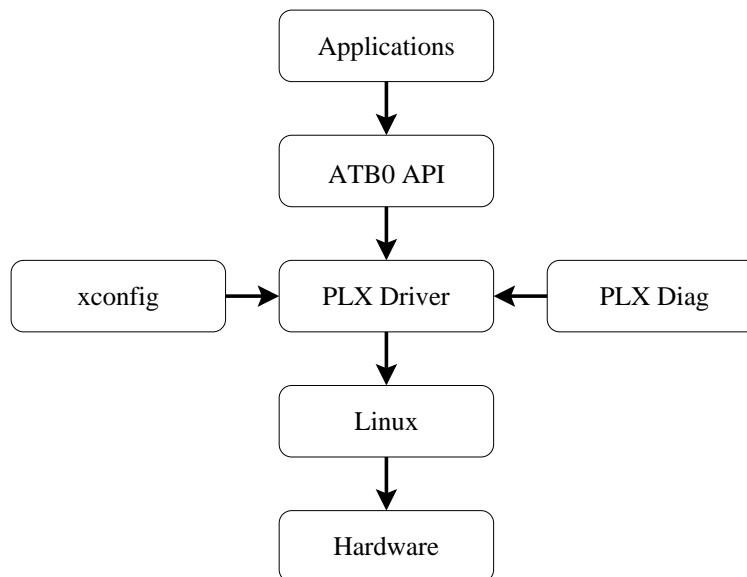 Applications
ATB0 API
xconfig
PLX Driver
PLX Diag
Linux
Hardware